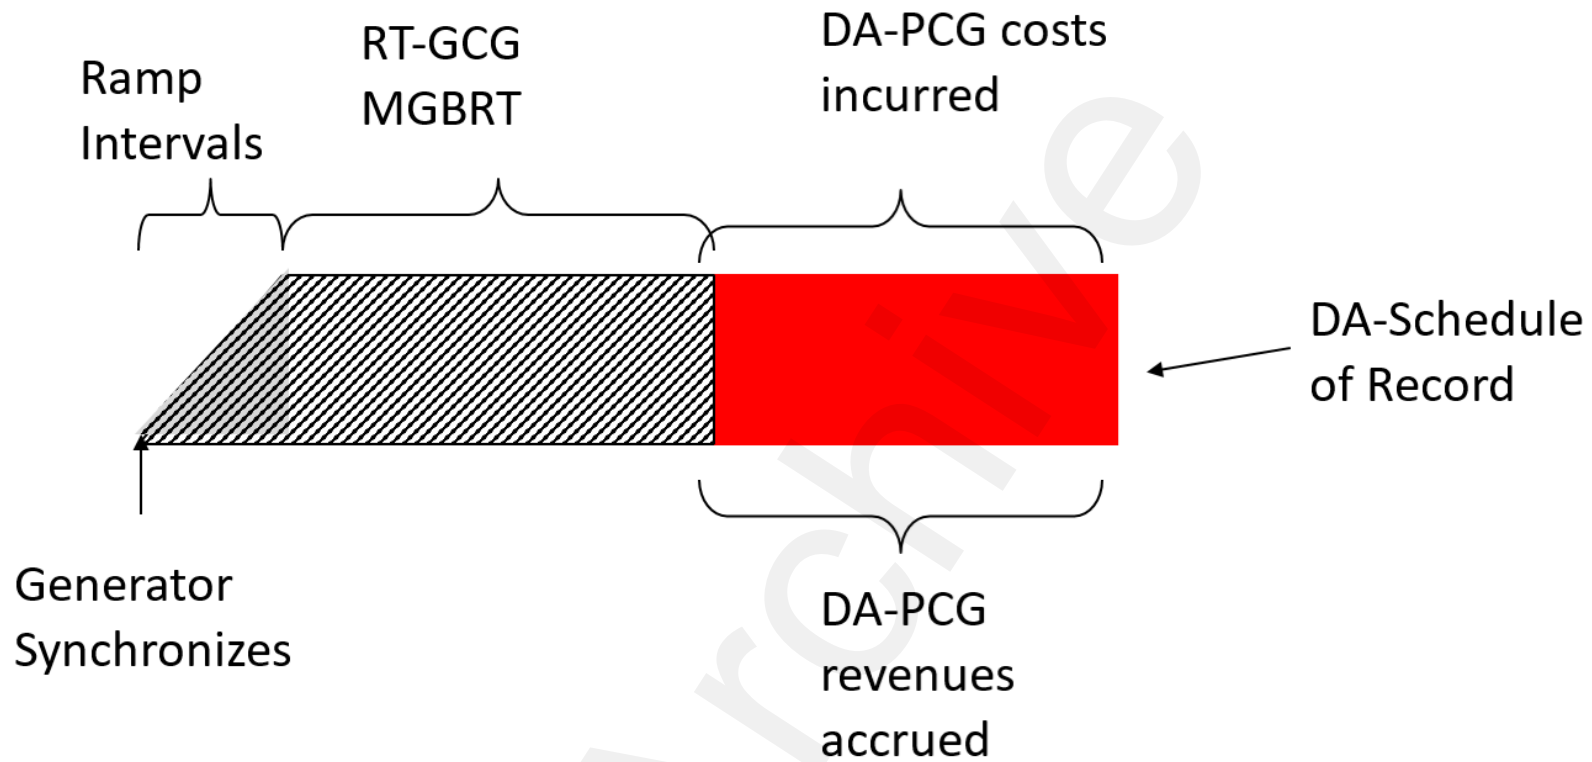 Ramp
Intervals
RT-GCG
MGBRT
DA-PCG costs
incurred
DA-Schedule
of Record
Generator
Synchronizes
DA-PCG
revenues
accrued
Archive